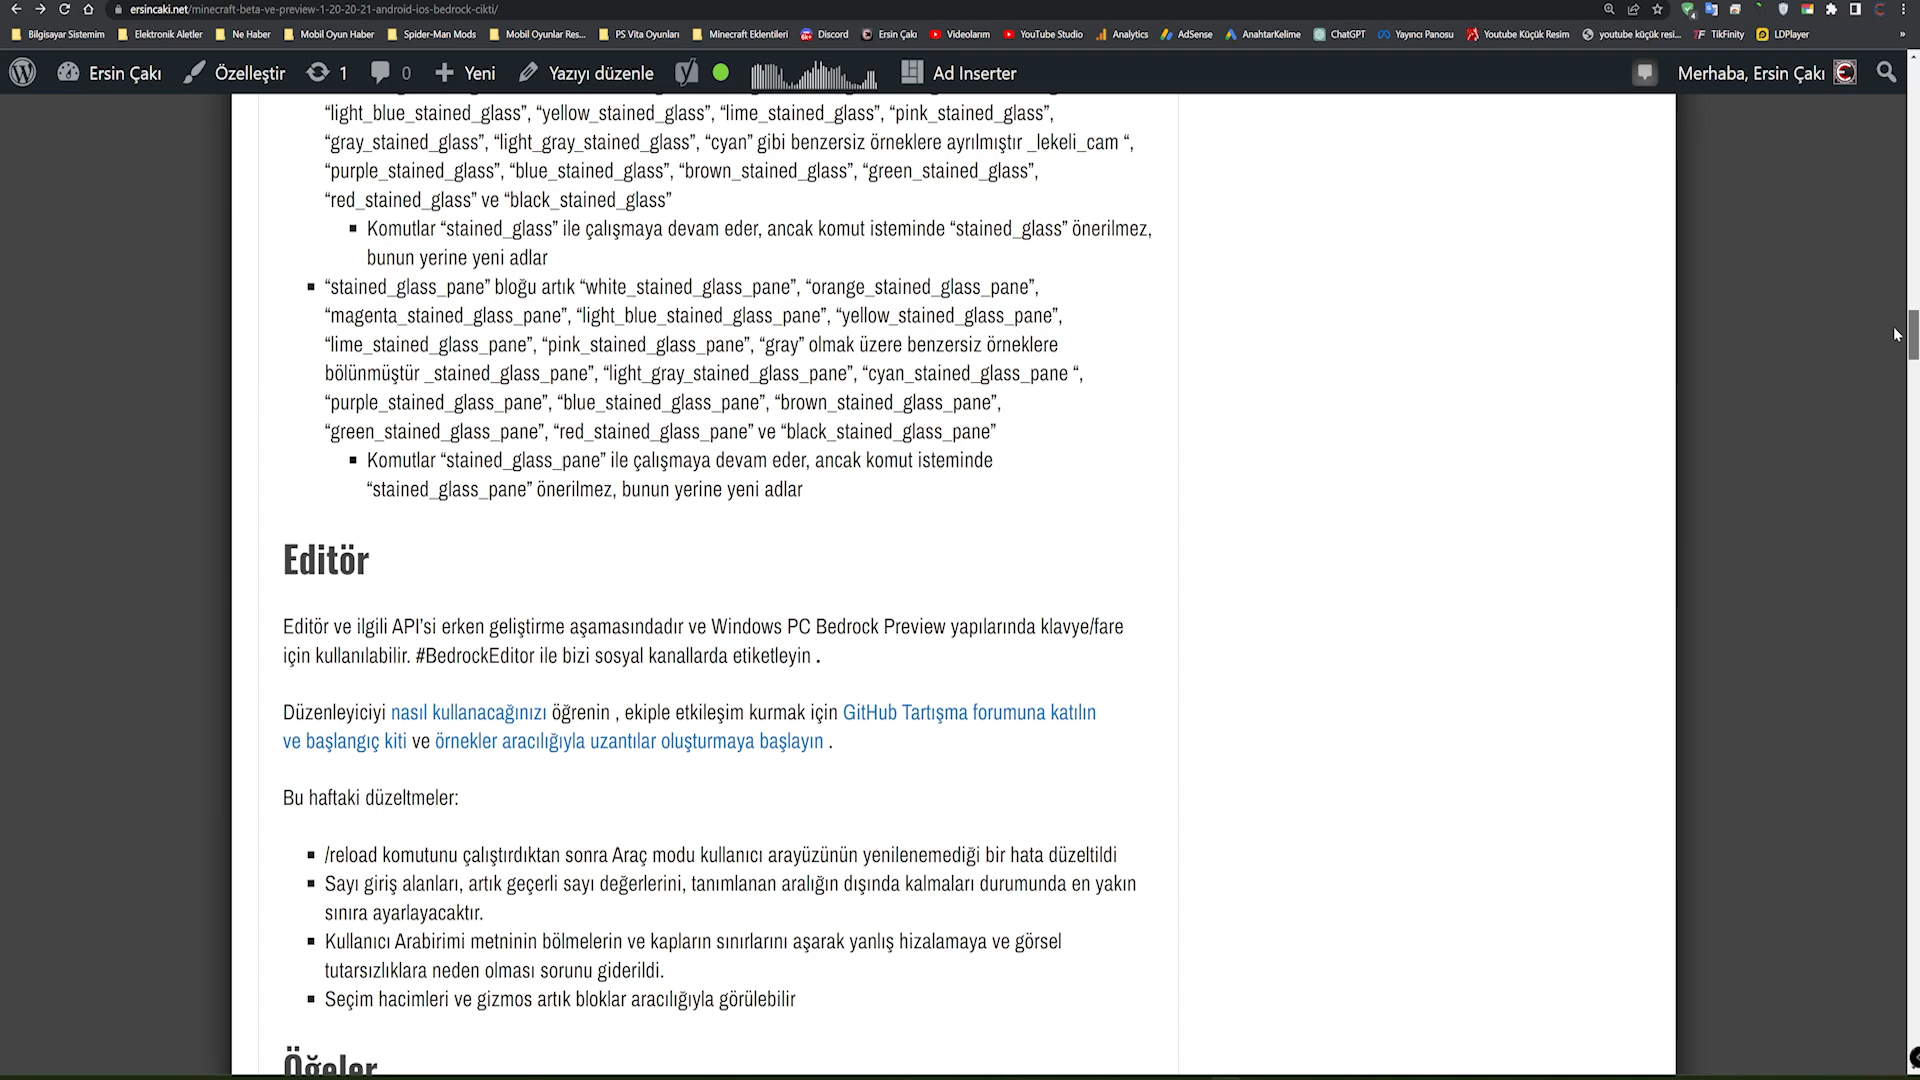 ersincaki.net/minecraft-beta-ve-preview-1-20-20-21-android-ios-bedrock-cikti/
Bilgisayar Sistemim Elektronik Aletler Ne Haber Mobil Oyun Haber Spider-Man Mods Mobil Oyunlar Res... PS Vita Oyunları Minecraft Eklentileri Discord Ersin Çakı Videolarım YouTube Studio Analytics AdSense AnahtarKelime ChatGPT Yayıncı Panosu Youtube Küçük Resim youtube küçük resi... TikFinity LDPlayer »
Ersin Çakı Özelleştir 1 0 Yeni Yazıyı düzenle Ad Inserter Merhaba, Ersin Çakı
“light_blue_stained_glass”, “yellow_stained_glass”, “lime_stained_glass”, “pink_stained_glass”,
“gray_stained_glass”, “light_gray_stained_glass”, “cyan” gibi benzersiz örneklere ayrılmıştır _lekeli_cam “,
“purple_stained_glass”, “blue_stained_glass”, “brown_stained_glass”, “green_stained_glass”,
“red_stained_glass” ve “black_stained_glass”
Komutlar “stained_glass” ile çalışmaya devam eder, ancak komut isteminde “stained_glass” önerilmez,
bunun yerine yeni adlar
“stained_glass_pane” bloğu artık “white_stained_glass_pane”, “orange_stained_glass_pane”,
“magenta_stained_glass_pane”, “light_blue_stained_glass_pane”, “yellow_stained_glass_pane”,
“lime_stained_glass_pane”, “pink_stained_glass_pane”, “gray” olmak üzere benzersiz örneklere
bölünmüştür _stained_glass_pane”, “light_gray_stained_glass_pane”, “cyan_stained_glass_pane “,
“purple_stained_glass_pane”, “blue_stained_glass_pane”, “brown_stained_glass_pane”,
“green_stained_glass_pane”, “red_stained_glass_pane” ve “black_stained_glass_pane”
Komutlar “stained_glass_pane” ile çalışmaya devam eder, ancak komut isteminde
“stained_glass_pane” önerilmez, bunun yerine yeni adlar
Editör
Editör ve ilgili API’si erken geliştirme aşamasındadır ve Windows PC Bedrock Preview yapılarında klavye/fare
için kullanılabilir. #BedrockEditor ile bizi sosyal kanallarda etiketleyin .
Düzenleyiciyi nasıl kullanacağınızı öğrenin , ekiple etkileşim kurmak için GitHub Tartışma forumuna katılın
ve başlangıç kiti ve örnekler aracılığıyla uzantılar oluşturmaya başlayın .
Bu haftaki düzeltmeler:
/reload komutunu çalıştırdıktan sonra Araç modu kullanıcı arayüzünün yenilenemediği bir hata düzeltildi
Sayı giriş alanları, artık geçerli sayı değerlerini, tanımlanan aralığın dışında kalmaları durumunda en yakın
sınıra ayarlayacaktır.
Kullanıcı Arabirimi metninin bölmelerin ve kapların sınırlarını aşarak yanlış hizalamaya ve görsel
tutarsızlıklara neden olması sorunu giderildi.
Seçim hacimleri ve gizmos artık bloklar aracılığıyla görülebilir
Öğeler